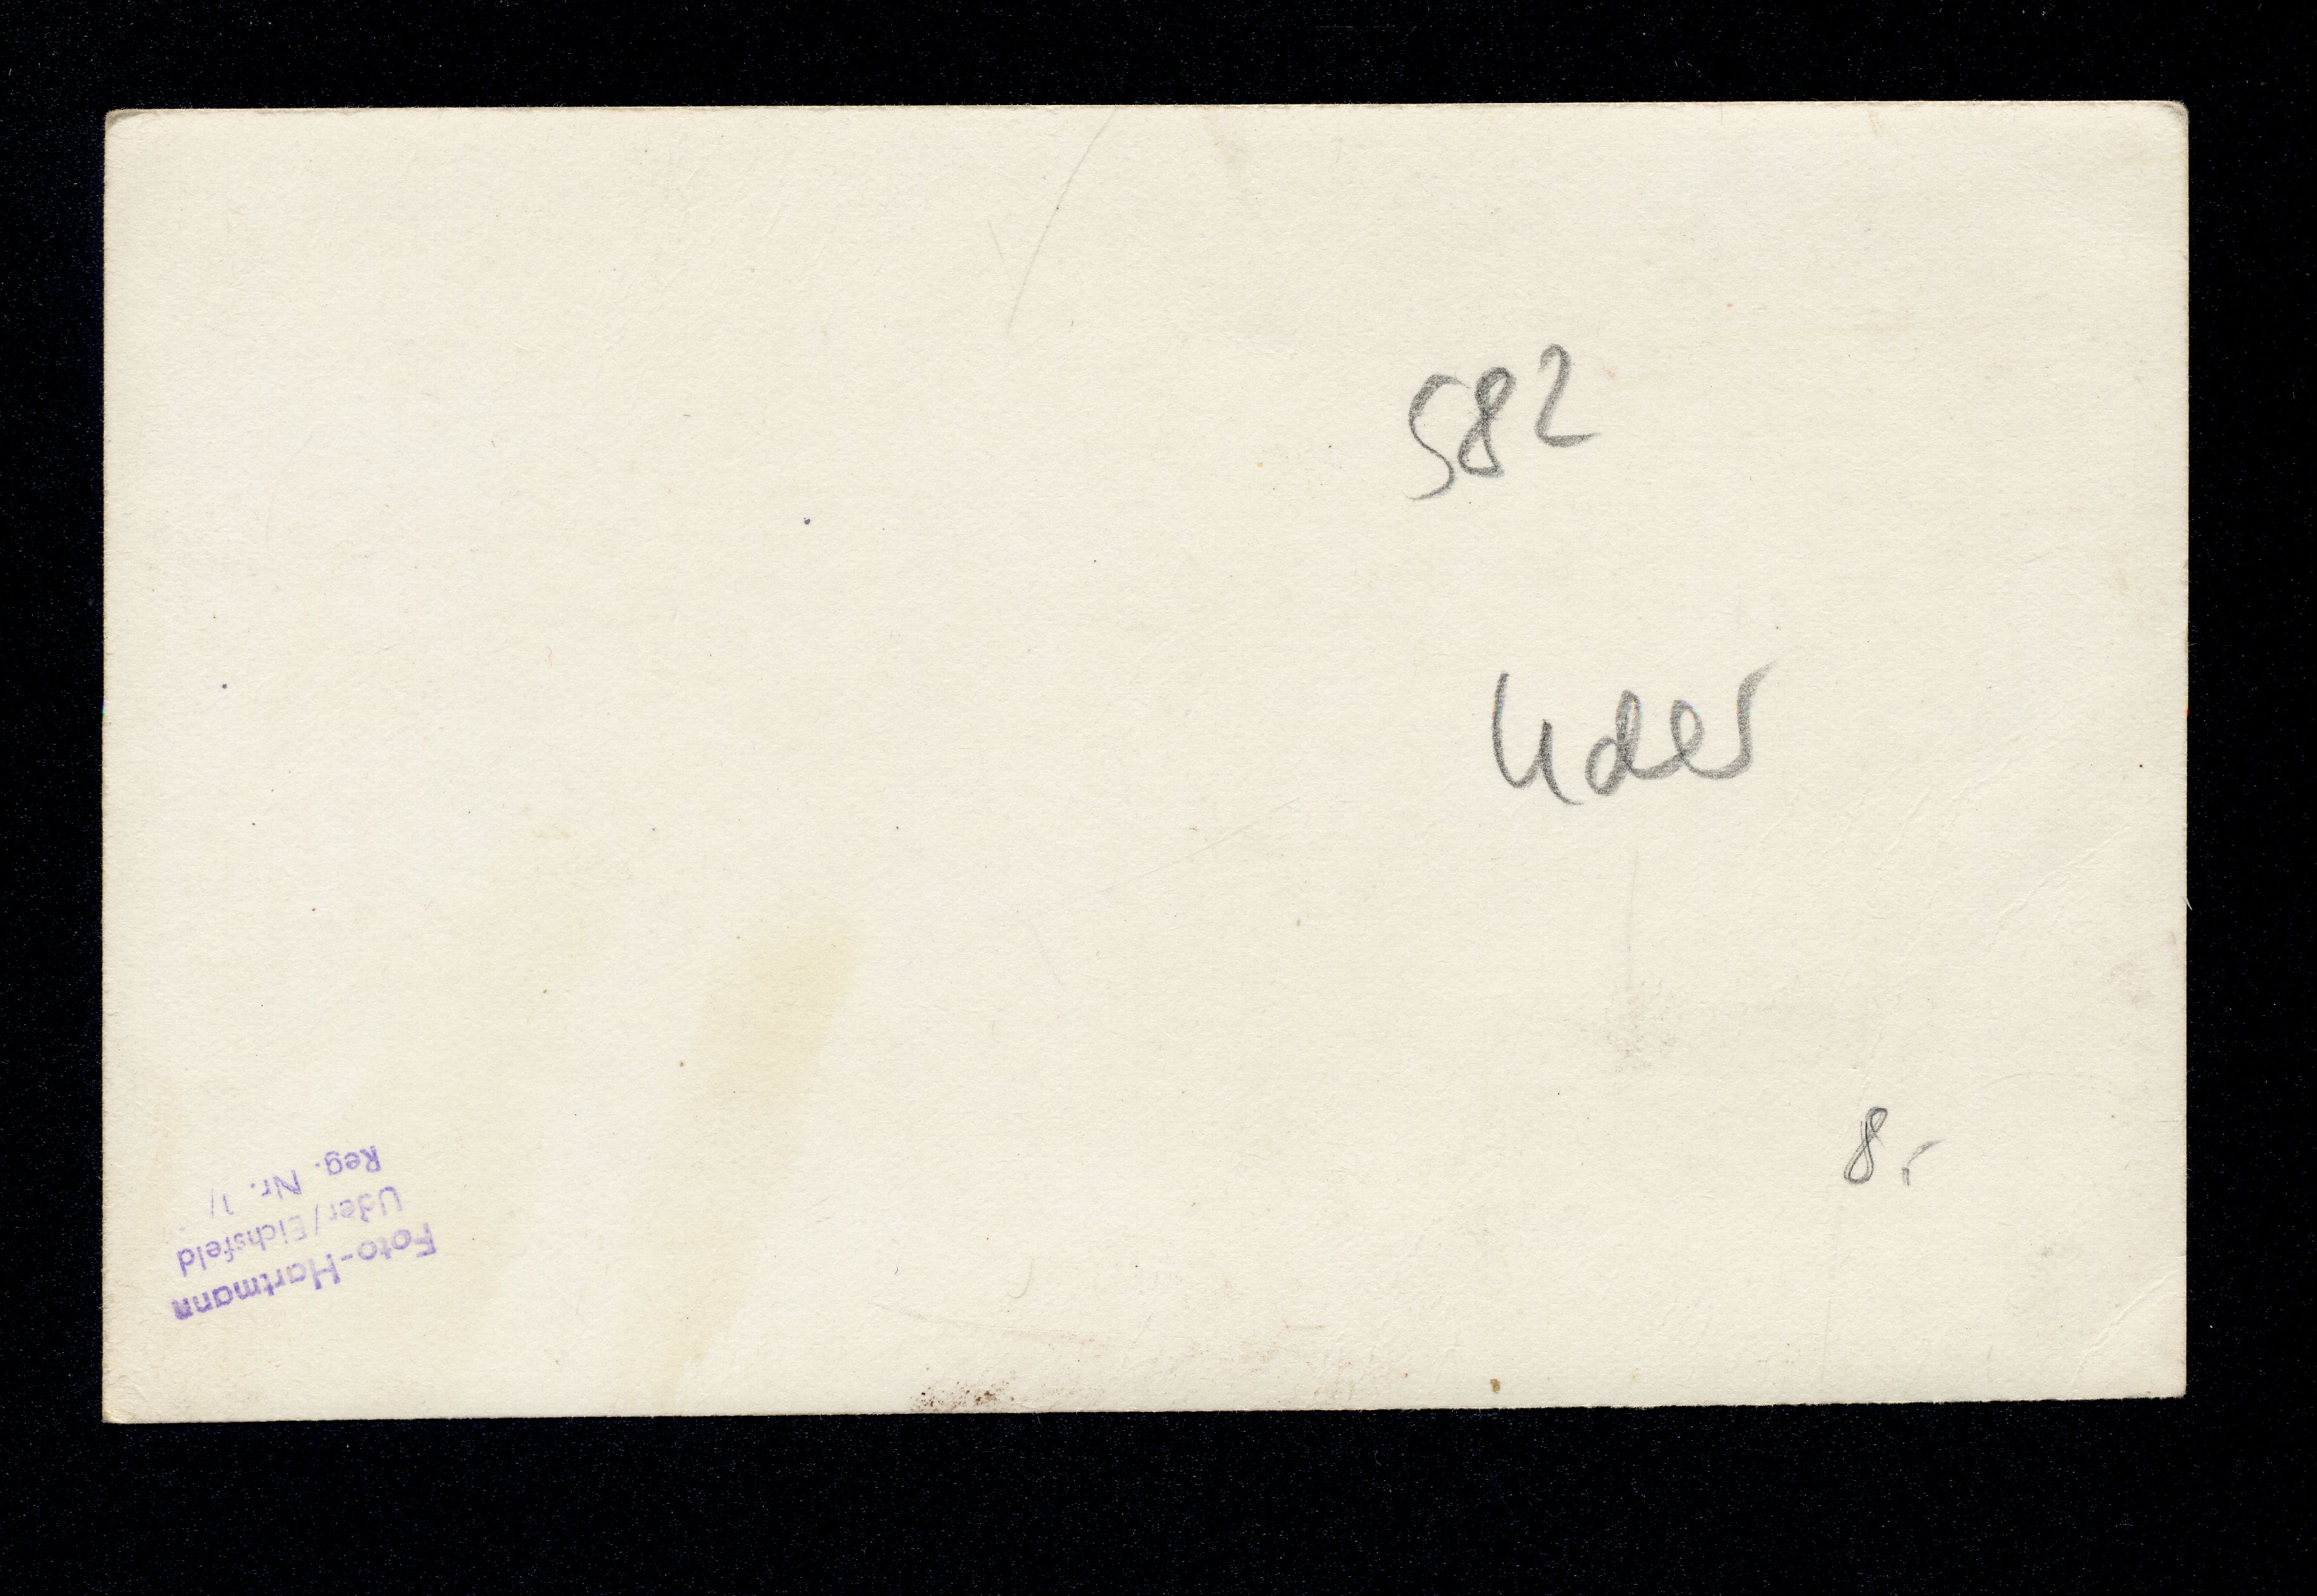 582
Uder
8.-
Foto-Hartmann
Uder/Eichsfeld
Reg. Nr. 1/